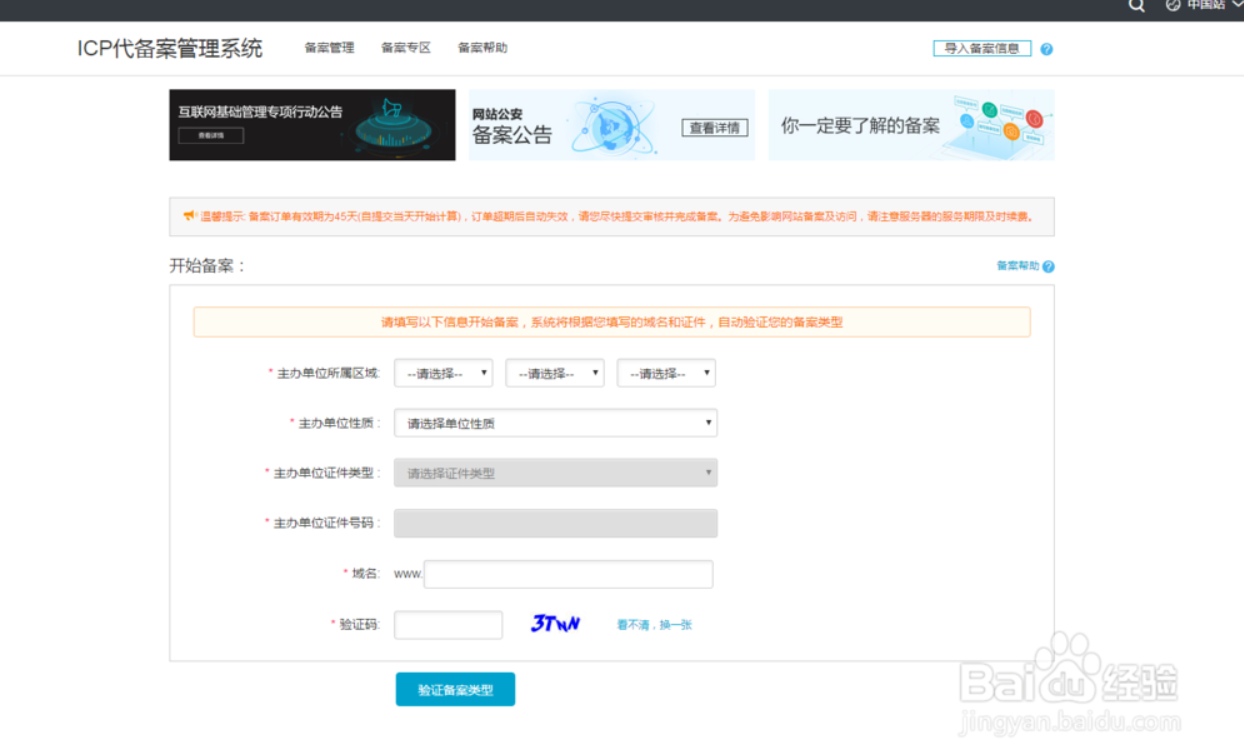 中国站
ICP代备案管理系统 备案管理 备案专区 备案帮助 导入备案信息 ?
互联网基础管理专项行动公告
查看详情
网站公安
备案公告
查看详情
你一定要了解的备案
温馨提示: 备案订单有效期为45天(自提交当天开始计算)，订单超期后自动失效，请您尽快提交审核并完成备案。为避免影响网站备案及访问，请注意服务器的服务期限及时续费。
开始备案： 备案帮助 ?
请填写以下信息开始备案，系统将根据您填写的域名和证件，自动验证您的备案类型
* 主办单位所属区域: --请选择-- --请选择-- --请选择--
* 主办单位性质: 请选择单位性质
* 主办单位证件类型: 请选择证件类型
* 主办单位证件号码:
* 域名: www.
* 验证码: 3TNN 看不清，换一张
验证备案类型
Baidu 经验
jingyan.baidu.com